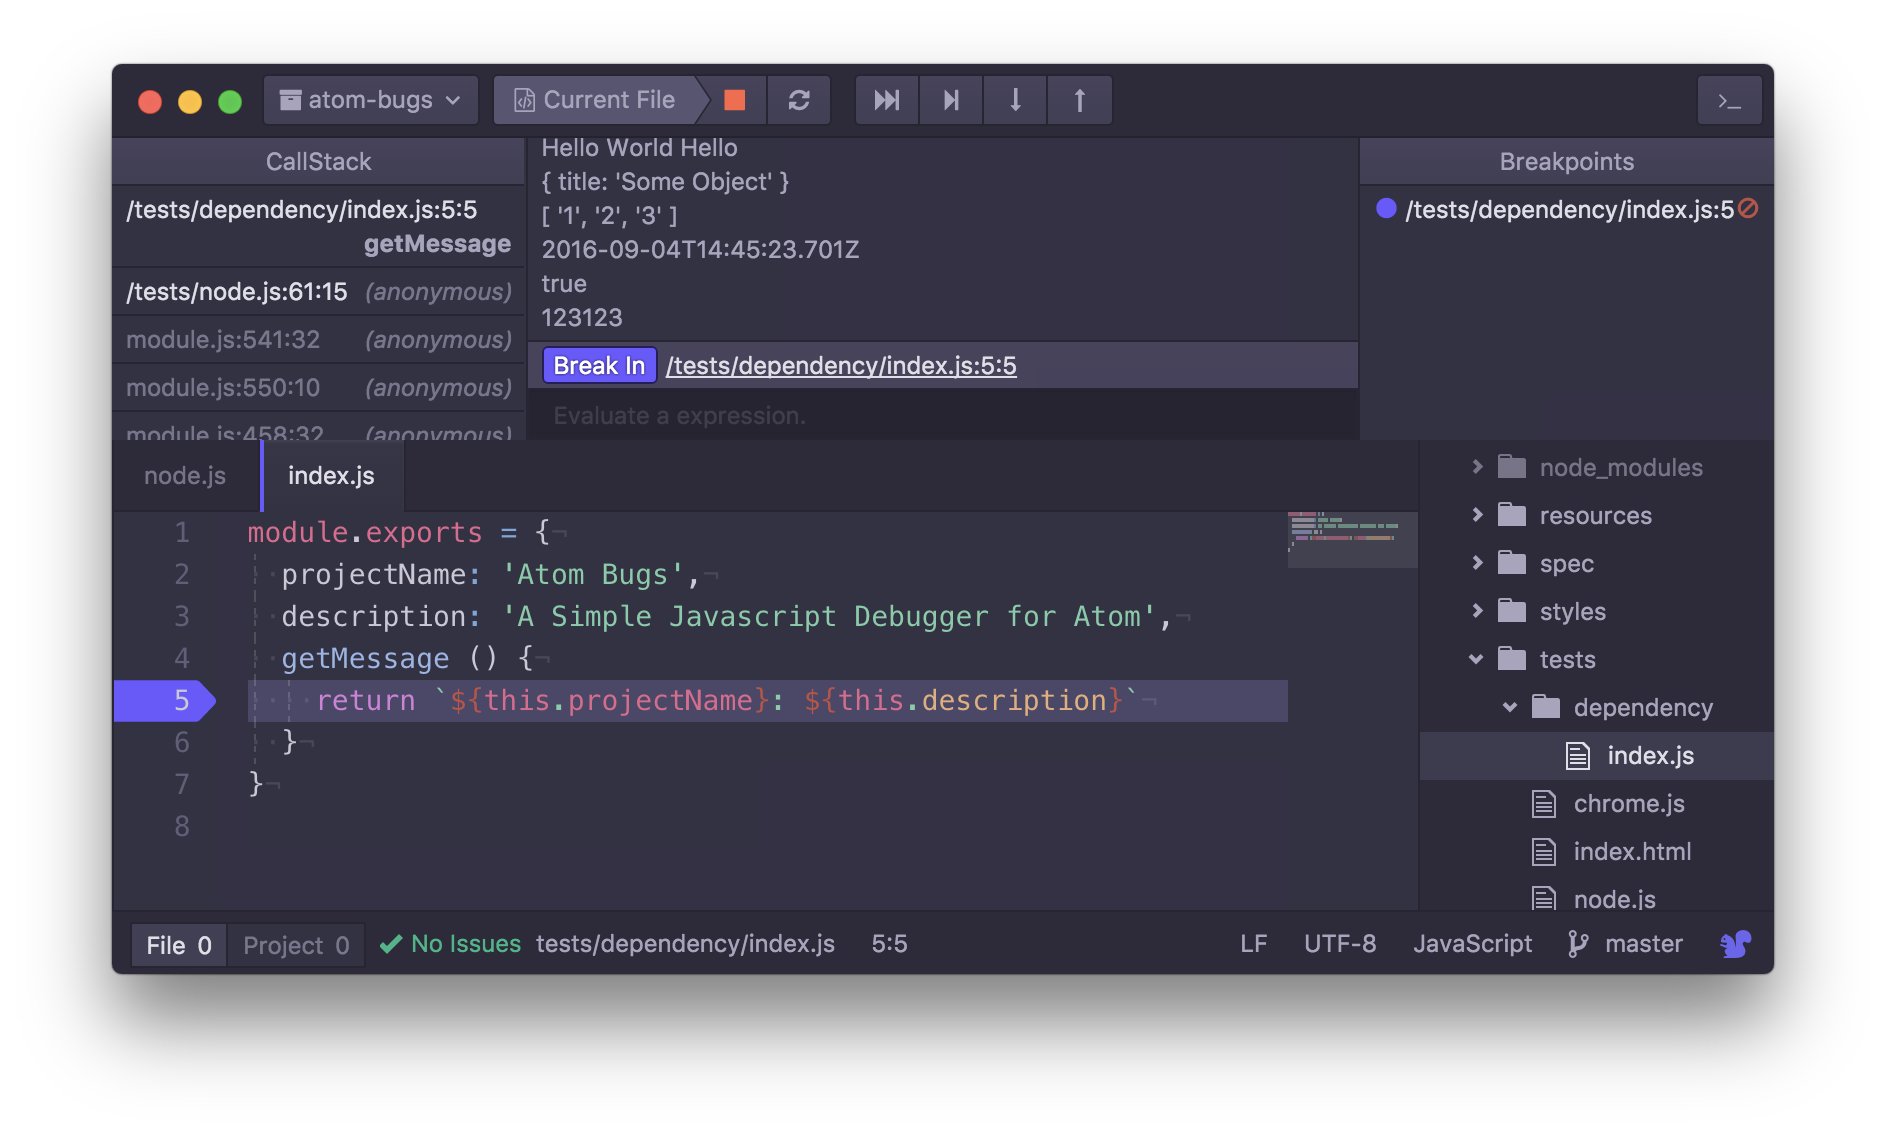 atom-bugs
Current File
>_
CallStack
/tests/dependency/index.js:5:5
getMessage
/tests/node.js:61:15 (anonymous)
module.js:541:32 (anonymous)
module.js:550:10 (anonymous)
module.js:458:32 (anonymous)
Hello World Hello
{ title: 'Some Object' }
[ '1', '2', '3' ]
2016-09-04T14:45:23.701Z
true
123123
Break In /tests/dependency/index.js:5:5
Evaluate a expression.
Breakpoints
/tests/dependency/index.js:5
node.js
index.js
1 module.exports = {¬
2 projectName: 'Atom Bugs',¬
3 description: 'A Simple Javascript Debugger for Atom',¬
4 getMessage () {¬
5 return `${this.projectName}: ${this.description}`¬
6 }¬
7 }¬
8
node_modules
resources
spec
styles
tests
dependency
index.js
chrome.js
index.html
node.js
File 0 Project 0 No Issues tests/dependency/index.js 5:5 LF UTF-8 JavaScript master